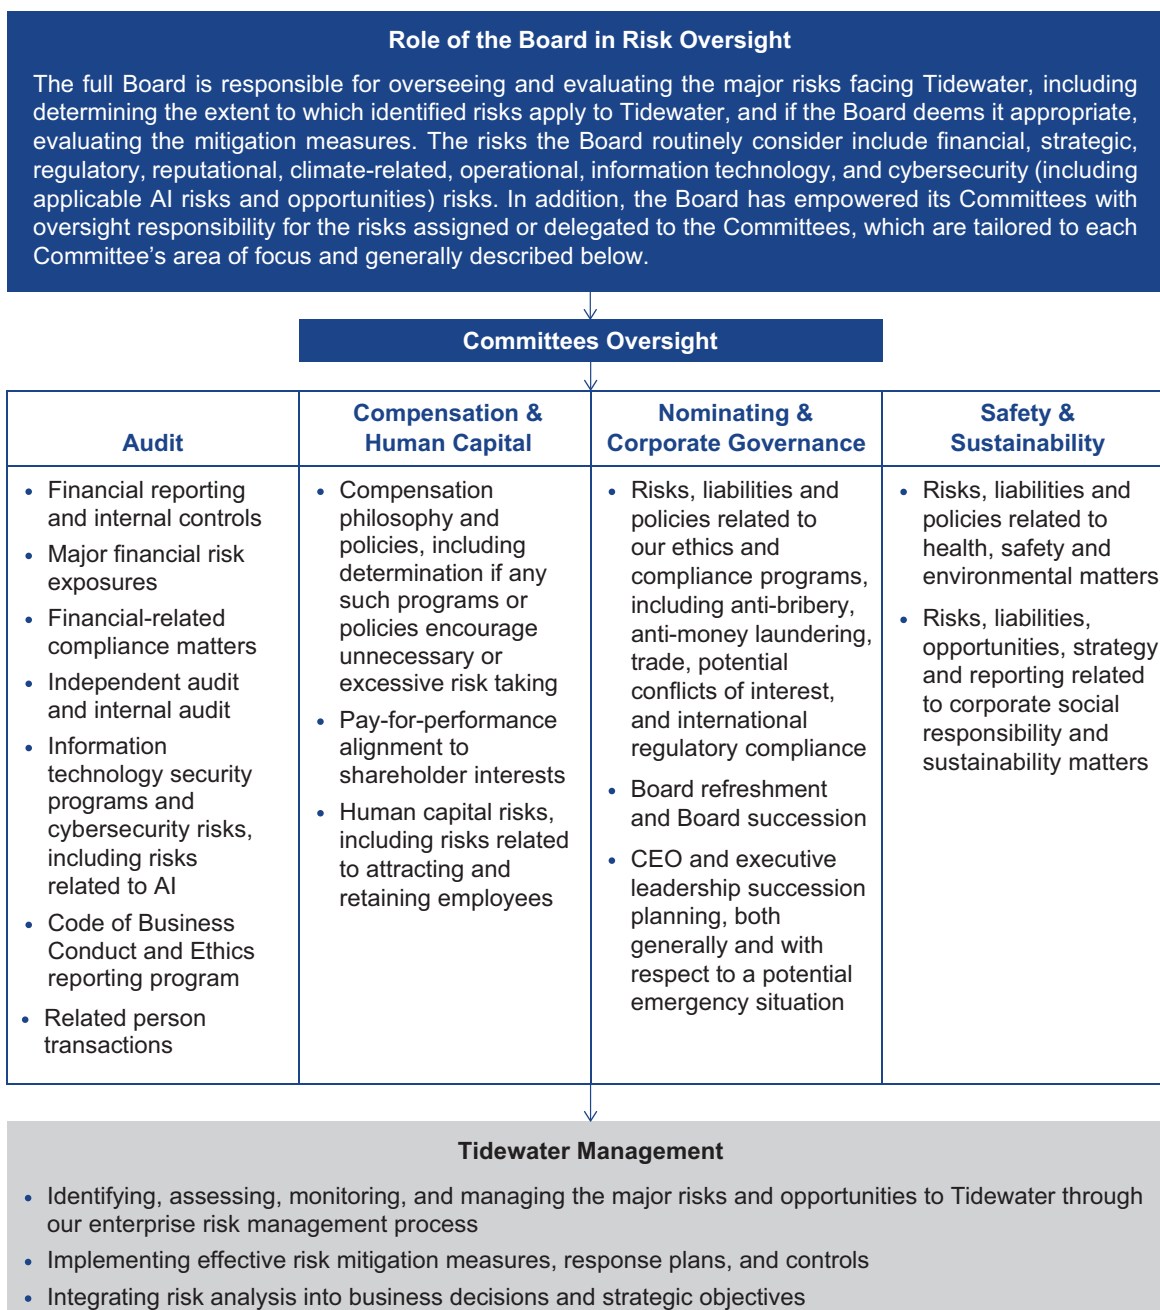 Role of the Board in Risk Oversight
The full Board is responsible for overseeing and evaluating the major risks facing Tidewater, including
determining the extent to which identified risks apply to Tidewater, and if the Board deems it appropriate,
evaluating the mitigation measures. The risks the Board routinely consider include financial, strategic,
regulatory, reputational, climate-related, operational, information technology, and cybersecurity (including
applicable AI risks and opportunities) risks. In addition, the Board has empowered its Committees with
oversight responsibility for the risks assigned or delegated to the Committees, which are tailored to each
Committee's area of focus and generally described below.
Committees Oversight
Audit
• Financial reporting
and internal controls
• Major financial risk
exposures
• Financial-related
compliance matters
• Independent audit
and internal audit
• Information
technology security
programs and
cybersecurity risks,
including risks
related to AI
• Code of Business
Conduct and Ethics
reporting program
• Related person
transactions
Compensation &
Human Capital
• Compensation
philosophy and
policies, including
determination if any
such programs or
policies encourage
unnecessary or
excessive risk taking
• Pay-for-performance
alignment to
shareholder interests
• Human capital risks,
including risks related
to attracting and
retaining employees
Nominating &
Corporate Governance
• Risks, liabilities and
policies related to
our ethics and
compliance programs,
including anti-bribery,
anti-money laundering,
trade, potential
conflicts of interest,
and international
regulatory compliance
• Board refreshment
and Board succession
• CEO and executive
leadership succession
planning, both
generally and with
respect to a potential
emergency situation
Safety &
Sustainability
• Risks, liabilities and
policies related to
health, safety and
environmental matters
• Risks, liabilities,
opportunities, strategy
and reporting related
to corporate social
responsibility and
sustainability matters
Tidewater Management
• Identifying, assessing, monitoring, and managing the major risks and opportunities to Tidewater through
our enterprise risk management process
• Implementing effective risk mitigation measures, response plans, and controls
• Integrating risk analysis into business decisions and strategic objectives